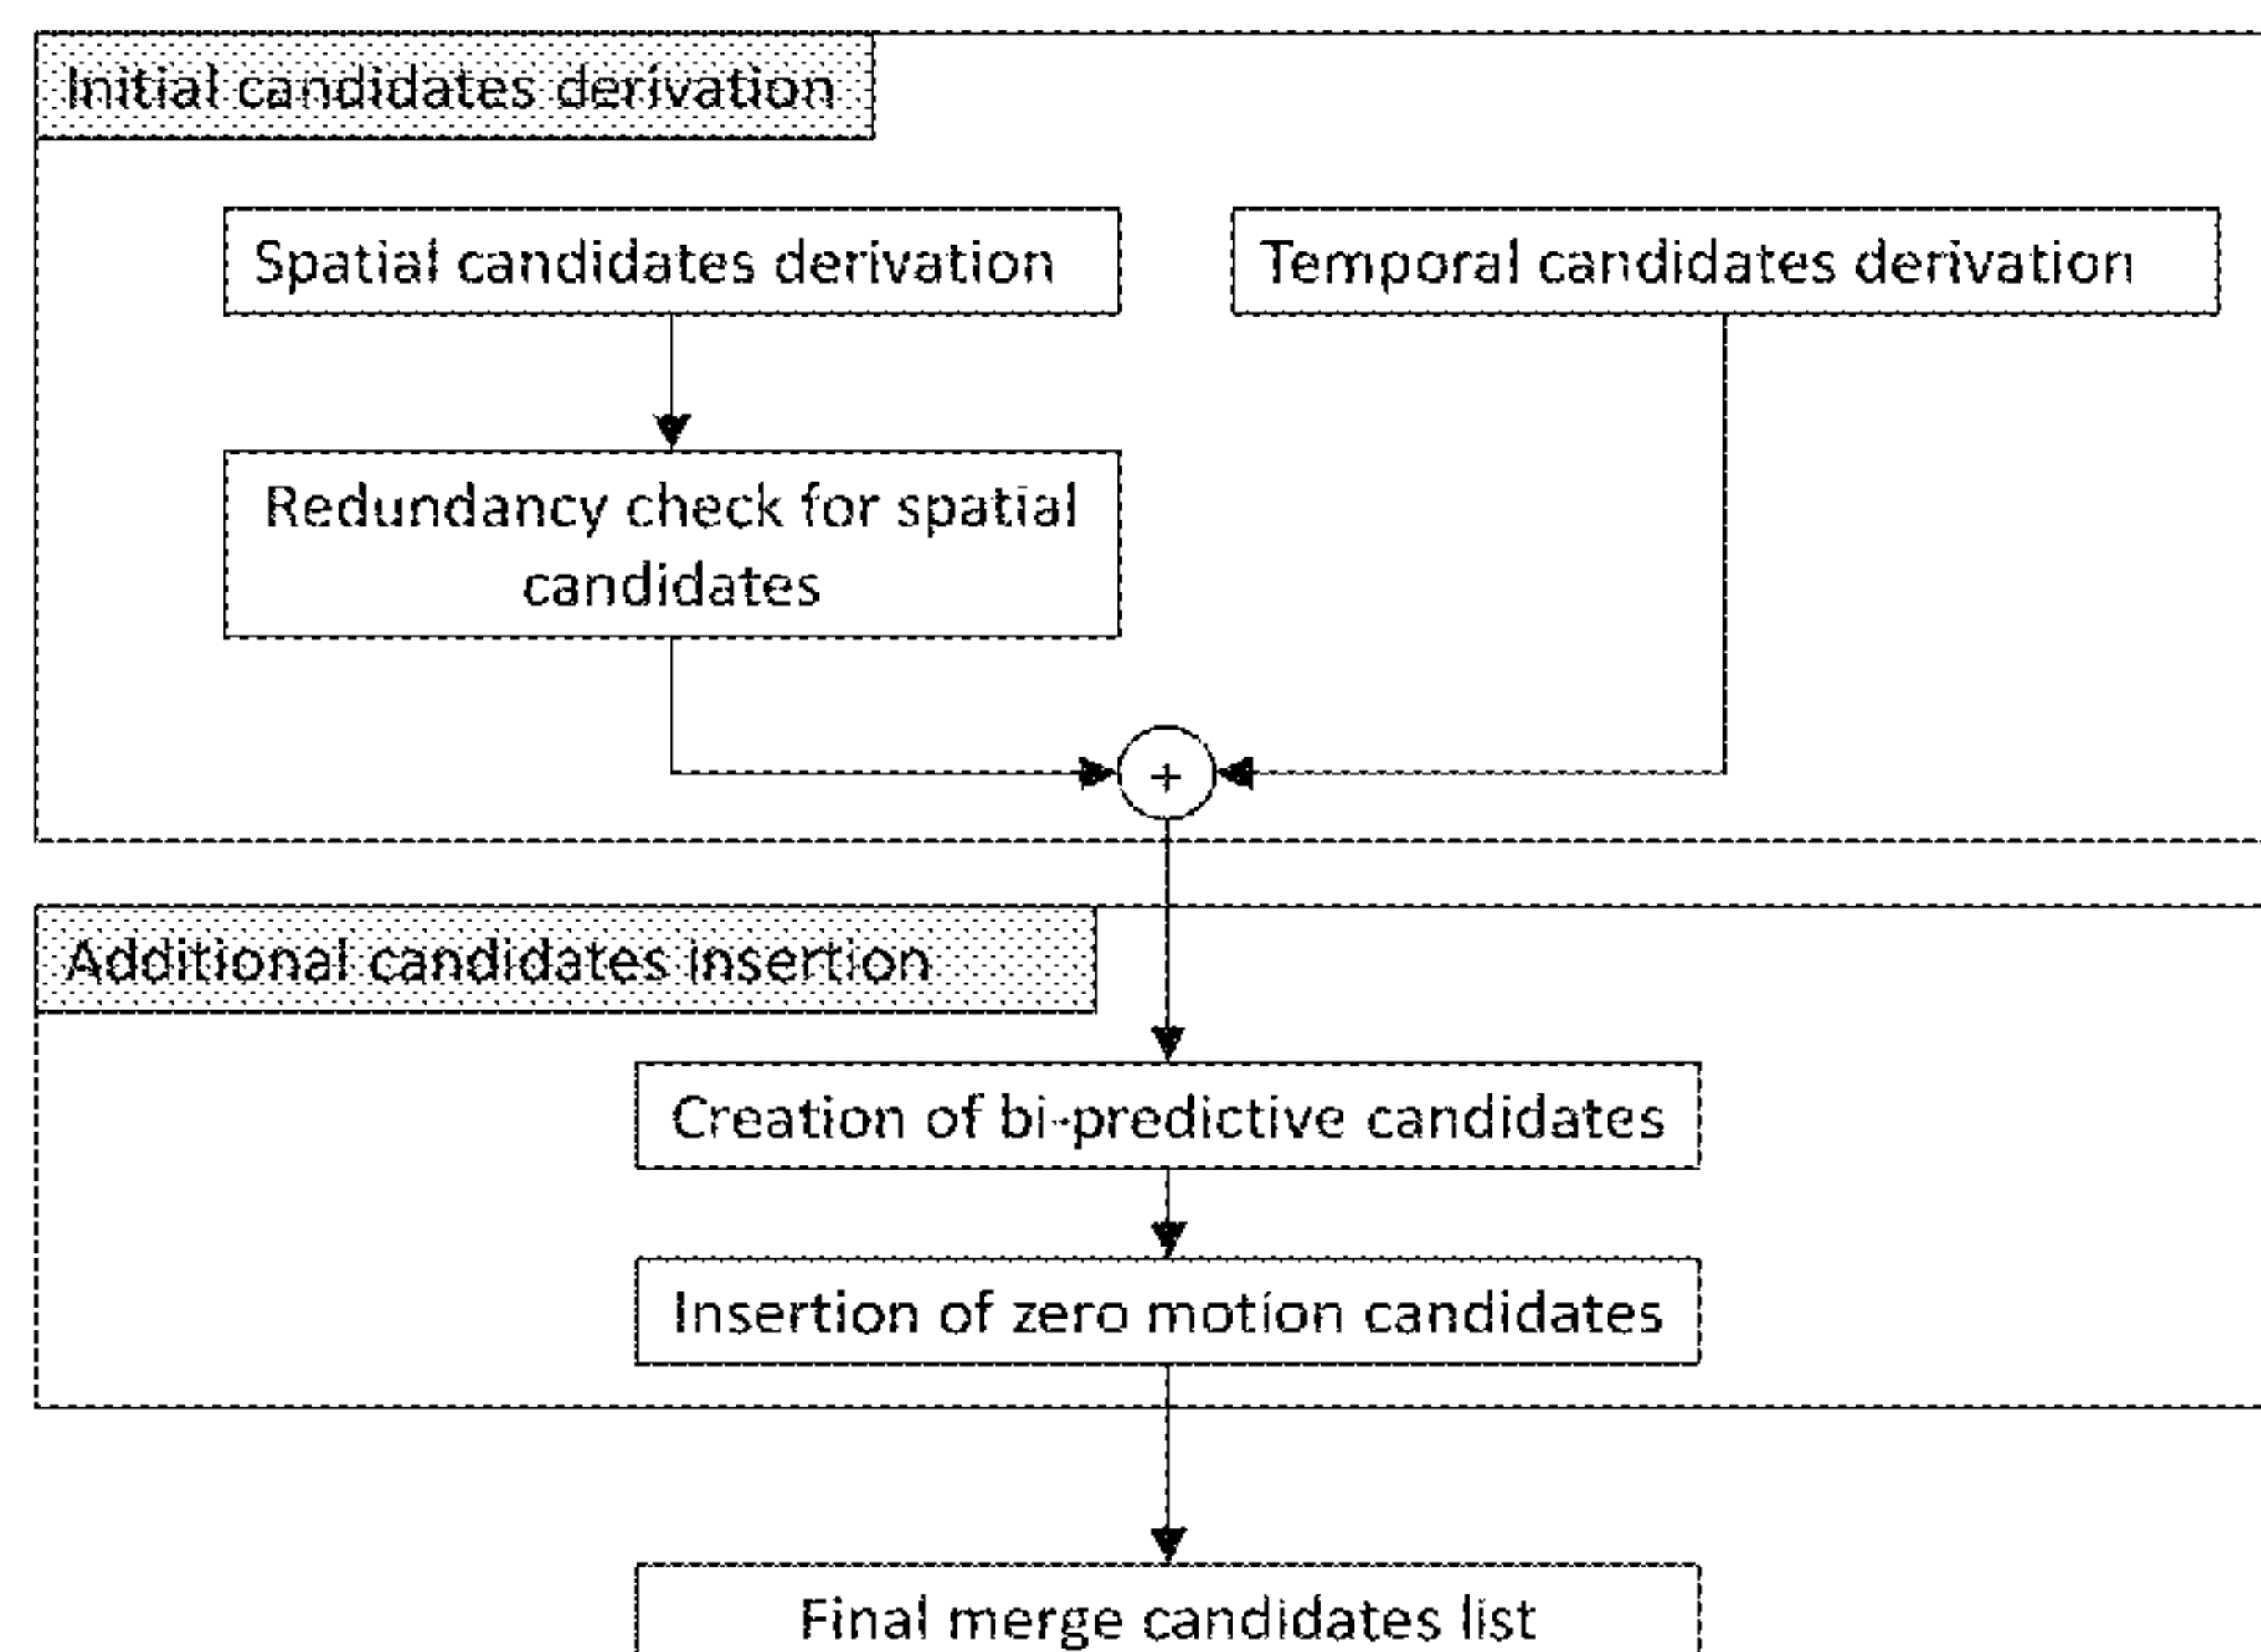 Initial candidates derivation
Spatial candidates derivation
Temporal candidates derivation
Redundancy check for spatial
candidates
+
Additional candidates insertion
Creation of bi-predictive candidates
Insertion of zero motion candidates
Final merge candidates list